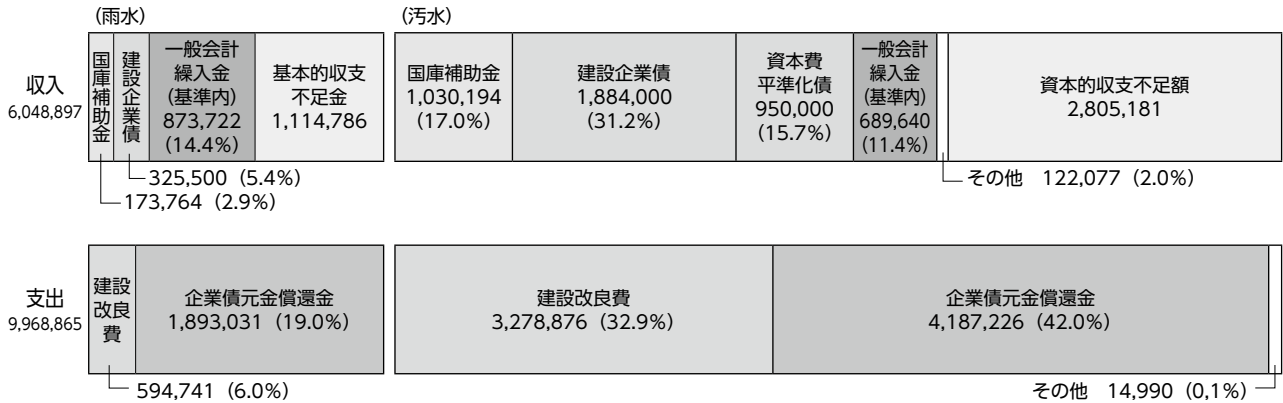 （雨水）
（汚水）
収入
6,048,897
国庫補助金
建設企業債
一般会計
繰入金
(基準内)
873,722
(14.4%)
基本的収支
不足金
1,114,786
国庫補助金
1,030,194
(17.0%)
建設企業債
1,884,000
(31.2%)
資本費
平準化債
950,000
(15.7%)
一般会計
繰入金
(基準内)
689,640
(11.4%)
資本的収支不足額
2,805,181
325,500（5.4%）
173,764（2.9%）
その他　122,077（2.0%）
支出
9,968,865
建設
改良
費
企業債元金償還金
1,893,031（19.0%）
建設改良費
3,278,876（32.9%）
企業債元金償還金
4,187,226（42.0%）
594,741（6.0%）
その他　14,990（0,1%）